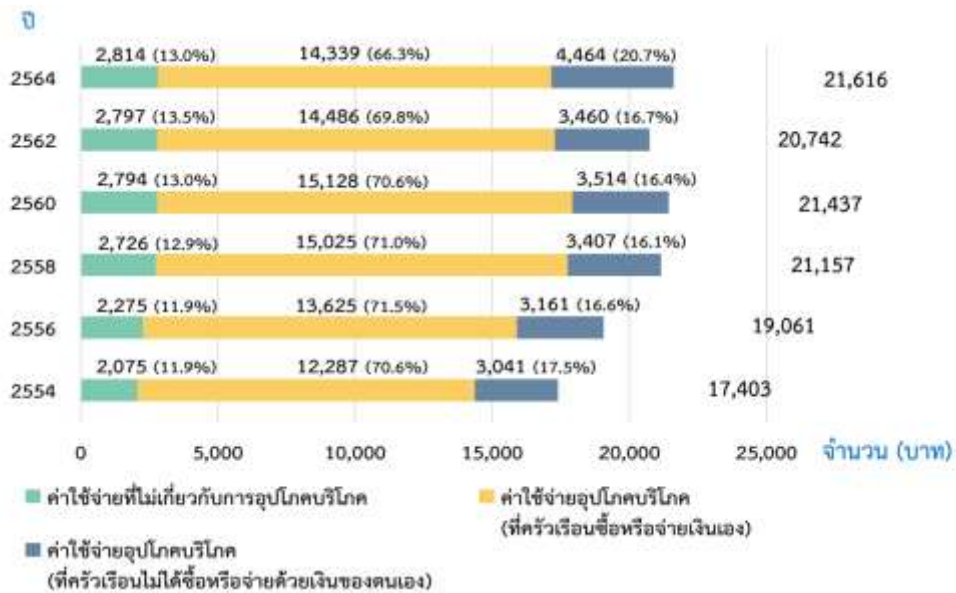 ปี
2,814 (13.0%) 14,339 (66.3%) 4,464 (20.7%)
2564 21,616
2,797 (13.5%) 14,486 (69.8%) 3,460 (16.7%)
2562 20,742
2,794 (13.0%) 15,128 (70.6%) 3,514 (16.4%)
2560 21,437
2,726 (12.9%) 15,025 (71.0%) 3,407 (16.1%)
2558 21,157
2,275 (11.9%) 13,625 (71.5%) 3,161 (16.6%)
2556 19,061
2,075 (11.9%) 12,287 (70.6%) 3,041 (17.5%)
2554 17,403
0 5,000 10,000 15,000 20,000 25,000 จำนวน (บาท)
ค่าใช้จ่ายที่ไม่เกี่ยวกับการอุปโภคบริโภค
ค่าใช้จ่ายอุปโภคบริโภค
(ที่ครัวเรือนซื้อหรือจ่ายเงินเอง)
ค่าใช้จ่ายอุปโภคบริโภค
(ที่ครัวเรือนไม่ได้ซื้อหรือจ่ายด้วยเงินของตนเอง)